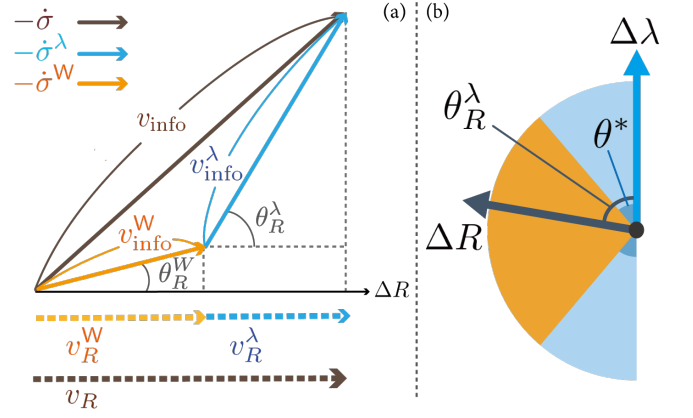 (a)
−σ̇
−σ̇^λ
−σ̇^W
v_info
v_info^λ
v_info^W
θ_R^λ
θ_R^W
ΔR
v_R^W
v_R^λ
v_R
(b)
Δλ
θ_R^λ
θ*
ΔR